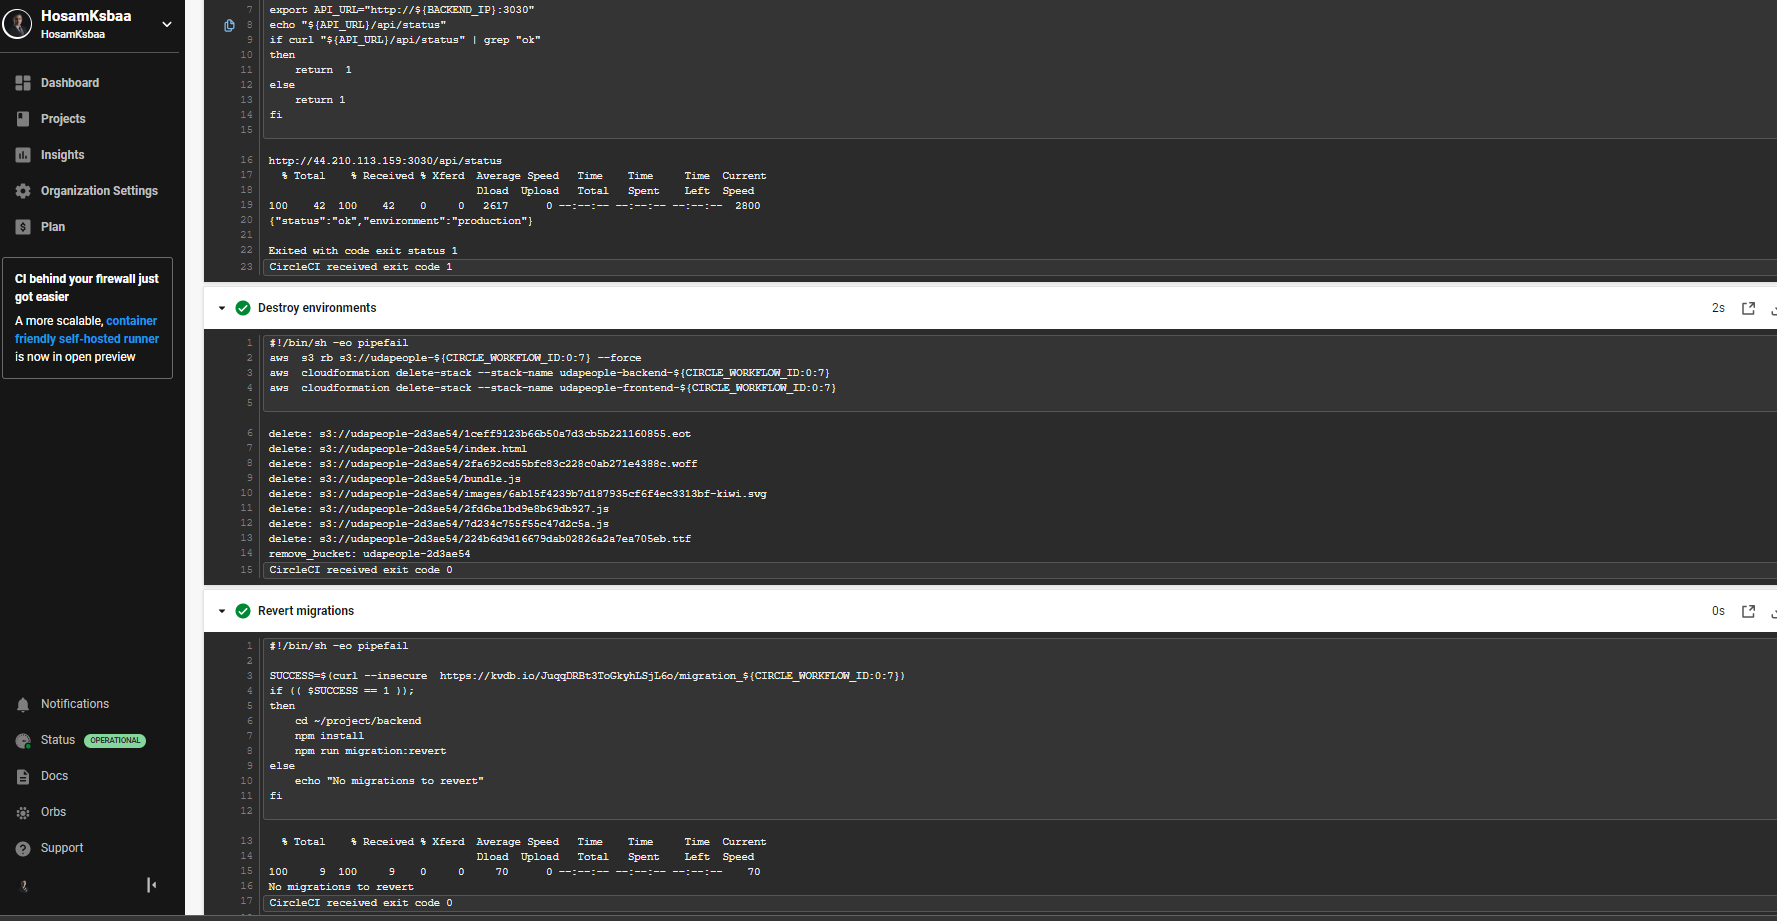 HosamKsbaa
HosamKsbaa
Dashboard
Projects
Insights
Organization Settings
Plan
CI behind your firewall just
got easier
A more scalable, container
friendly self-hosted runner
is now in open preview
Notifications
Status OPERATIONAL
Docs
Orbs
Support
7 export API_URL="http://${BACKEND_IP}:3030"
8 echo "${API_URL}/api/status"
9 if curl "${API_URL}/api/status" | grep "ok"
10 then
11 return  1
12 else
13 return 1
14 fi
15
16 http://44.210.113.159:3030/api/status
17 % Total    % Received % Xferd  Average Speed   Time    Time     Time  Current
18 Dload  Upload   Total   Spent    Left  Speed
19 100    42  100    42    0     0   2617      0 --:--:-- --:--:-- --:--:--  2800
20 {"status":"ok","environment":"production"}
21
22 Exited with code exit status 1
23 CircleCI received exit code 1
Destroy environments 2s
1 #!/bin/sh -eo pipefail
2 aws  s3 rb s3://udapeople-${CIRCLE_WORKFLOW_ID:0:7} --force
3 aws  cloudformation delete-stack --stack-name udapeople-backend-${CIRCLE_WORKFLOW_ID:0:7}
4 aws  cloudformation delete-stack --stack-name udapeople-frontend-${CIRCLE_WORKFLOW_ID:0:7}
5
6 delete: s3://udapeople-2d3ae54/1ceff9123b66b50a7d3cb5b221160855.eot
7 delete: s3://udapeople-2d3ae54/index.html
8 delete: s3://udapeople-2d3ae54/2fa692cd55bfc83c228c0ab271e4388c.woff
9 delete: s3://udapeople-2d3ae54/bundle.js
10 delete: s3://udapeople-2d3ae54/images/6ab15f4239b7d187935cf6f4ec3313bf-kiwi.svg
11 delete: s3://udapeople-2d3ae54/2fd6ba1bd9e8b69db927.js
12 delete: s3://udapeople-2d3ae54/7d234c755f55c47d2c5a.js
13 delete: s3://udapeople-2d3ae54/224b6d9d16679dab02826a2a7ea705eb.ttf
14 remove_bucket: udapeople-2d3ae54
15 CircleCI received exit code 0
Revert migrations 0s
1 #!/bin/sh -eo pipefail
2
3 SUCCESS=$(curl --insecure  https://kvdb.io/JuqqDRBt3ToGkyhLSjL6o/migration_${CIRCLE_WORKFLOW_ID:0:7})
4 if (( $SUCCESS == 1 ));
5 then
6 cd ~/project/backend
7 npm install
8 npm run migration:revert
9 else
10 echo "No migrations to revert"
11 fi
12
13 % Total    % Received % Xferd  Average Speed   Time    Time     Time  Current
14 Dload  Upload   Total   Spent    Left  Speed
15 100     9  100     9    0     0     70      0 --:--:-- --:--:-- --:--:--    70
16 No migrations to revert
17 CircleCI received exit code 0